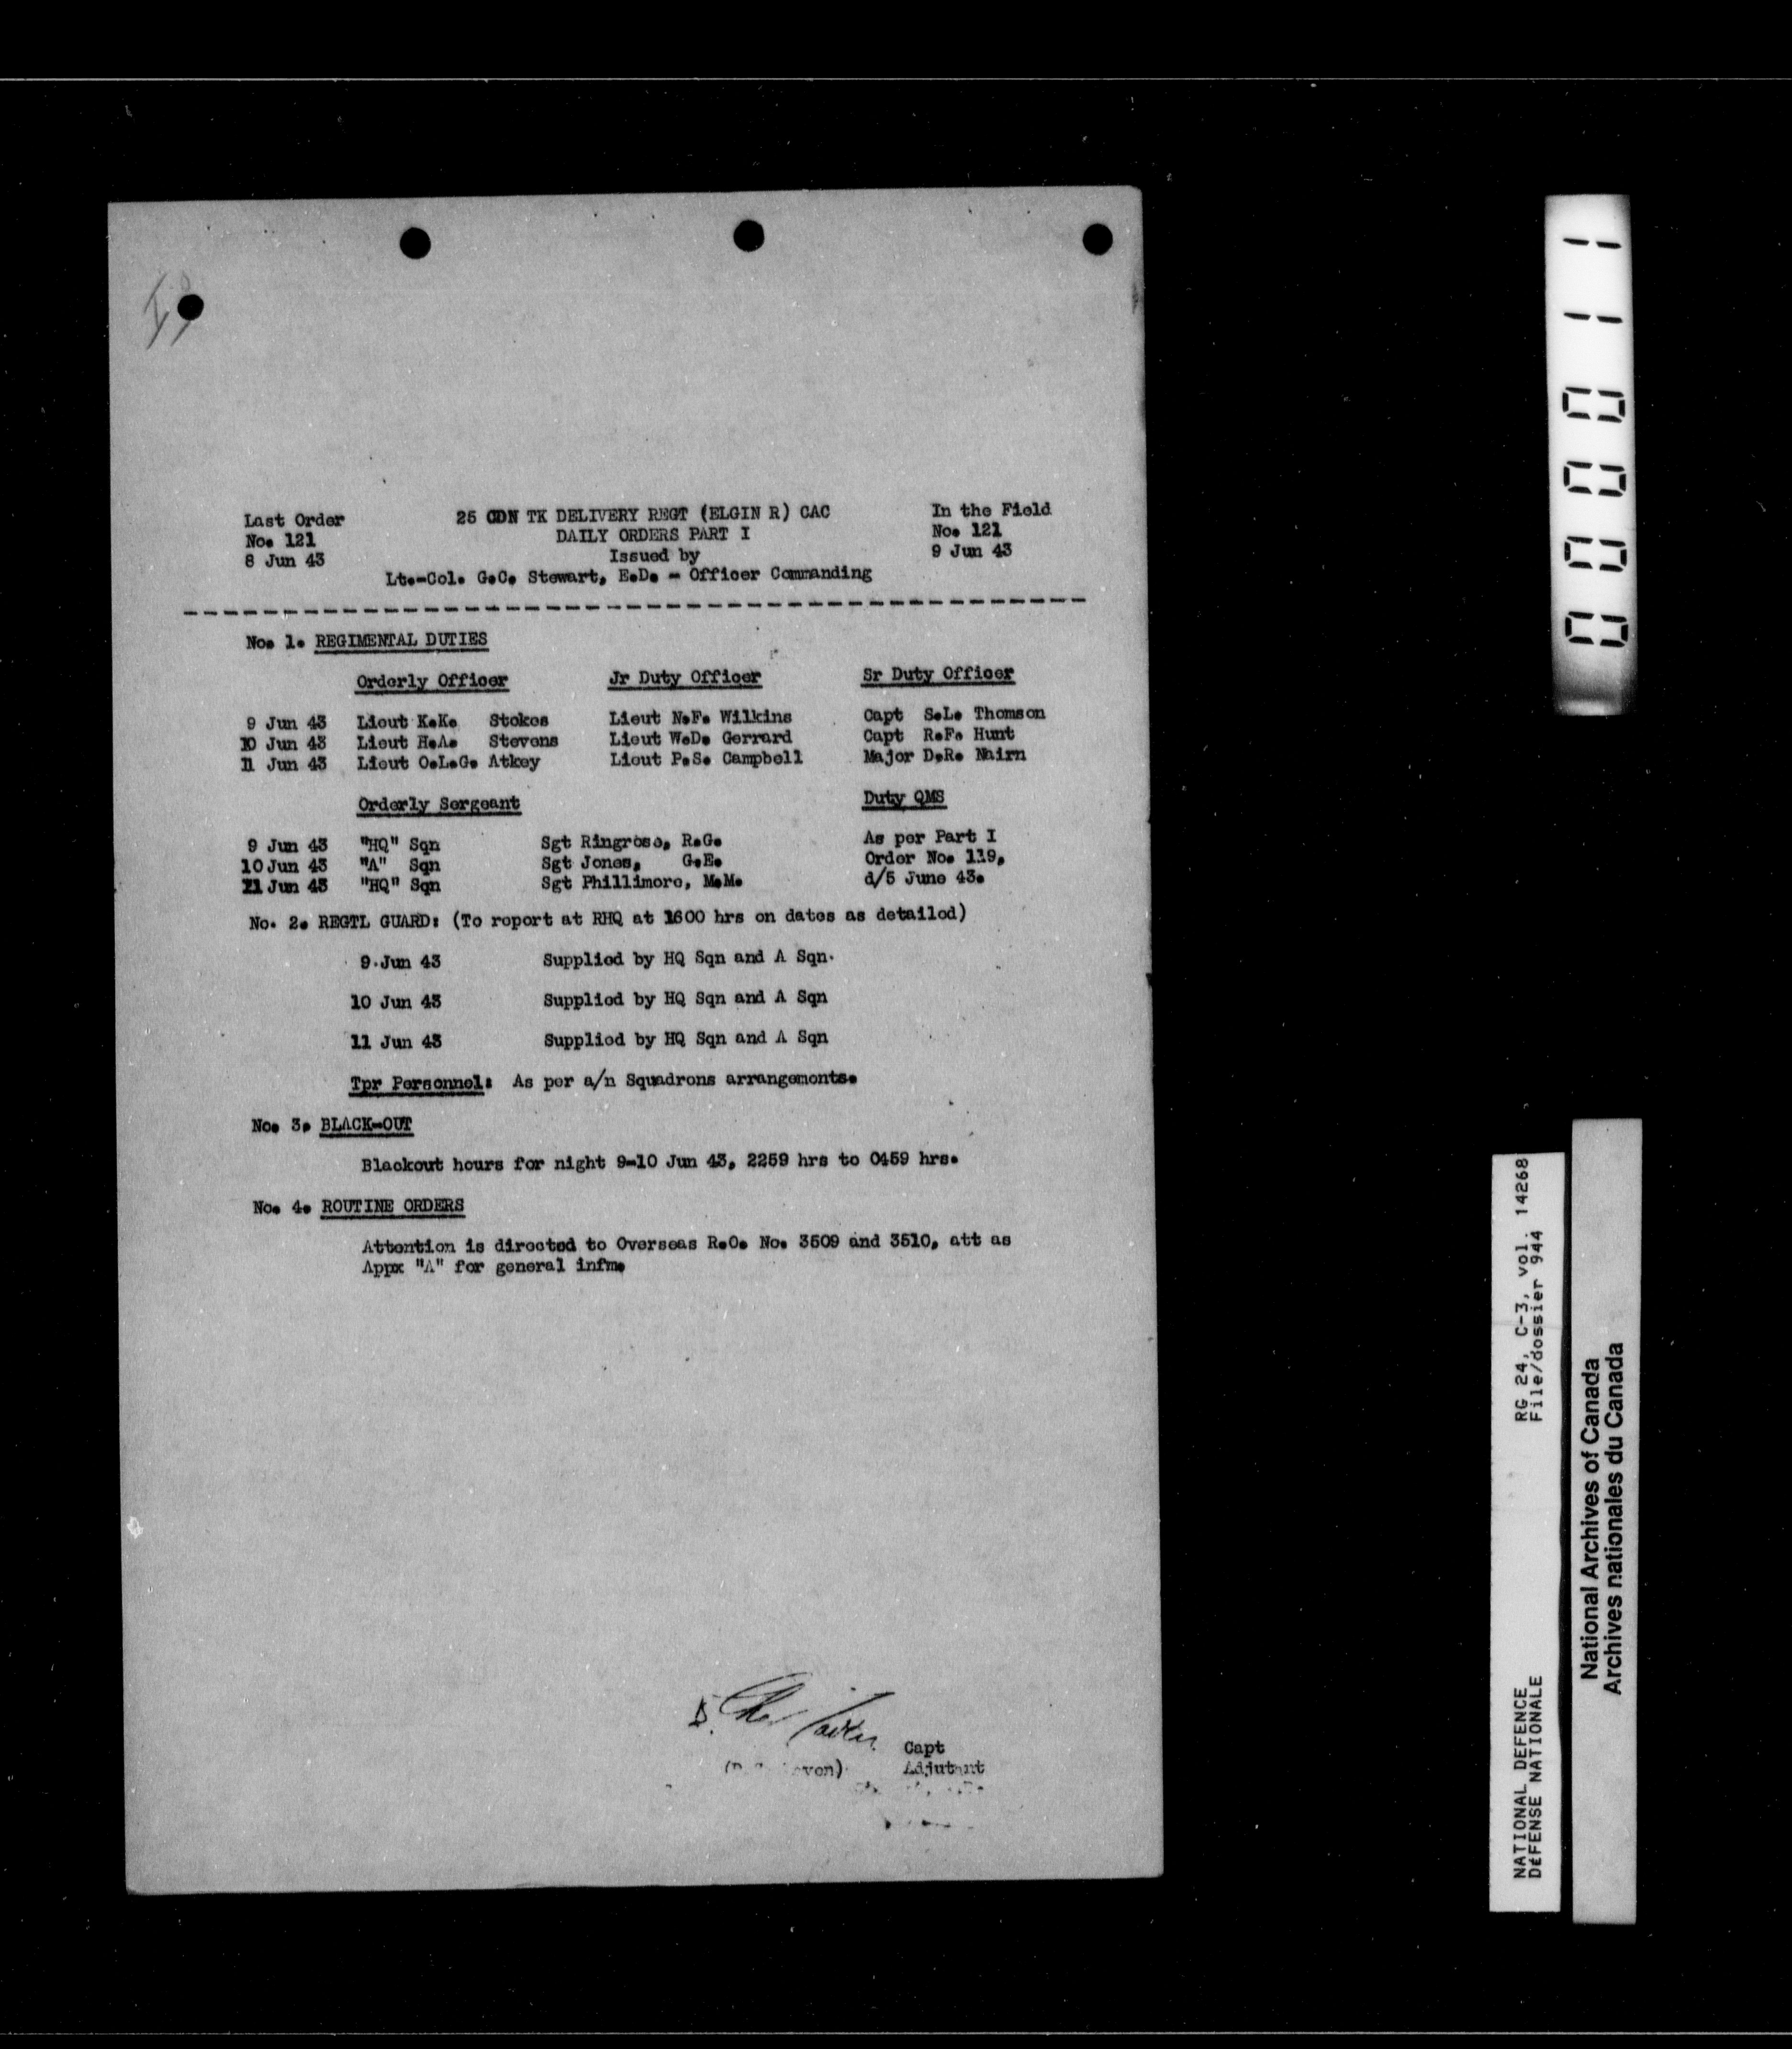 Last Order 25 CDN TK DELIVERY REGT (ELGIN R) CAC In the Field
No. 121 DAILY ORDERS PART I No. 121
8 Jun 43 Issued by 9 Jun 43
Lt.-Col. G.C. Stewart, E.D. - Officer Commanding
No. 1. REGIMENTAL DUTIES
Orderly Officer Jr Duty Officer Sr Duty Officer
9 Jun 43 Lieut K.K. Stokes Lieut N.F. Wilkins Capt S.L. Thomson
10 Jun 43 Lieut H.A. Stevens Lieut W.D. Gerrard Capt R.F. Hunt
11 Jun 43 Lieut O.L.G. Atkey Lieut P.S. Campbell Major D.R. Nairn
Orderly Sergeant Duty QMS
9 Jun 43 "HQ" Sqn Sgt Ringrose, R.G. As per Part I
10 Jun 43 "A" Sqn Sgt Jones, G.E. Order No. 119,
11 Jun 43 "HQ" Sqn Sgt Phillimore, M.M. d/5 June 43.
No. 2. REGTL GUARD: (To report at RHQ at 1600 hrs on dates as detailed)
9 Jun 43 Supplied by HQ Sqn and A Sqn.
10 Jun 43 Supplied by HQ Sqn and A Sqn
11 Jun 43 Supplied by HQ Sqn and A Sqn
Tpr Personnel: As per a/n Squadrons arrangements.
No. 3. BLACK-OUT
Blackout hours for night 9-10 Jun 43, 2259 hrs to 0459 hrs.
No. 4. ROUTINE ORDERS
Attention is directed to Overseas R.O. No. 3509 and 3510, att as
Appx "A" for general infm.
Capt
Adjutant
000011
RG 24, C-3, vol. 14268
File/dossier 944
NATIONAL DEFENCE
DÉFENSE NATIONALE
National Archives of Canada
Archives nationales du Canada